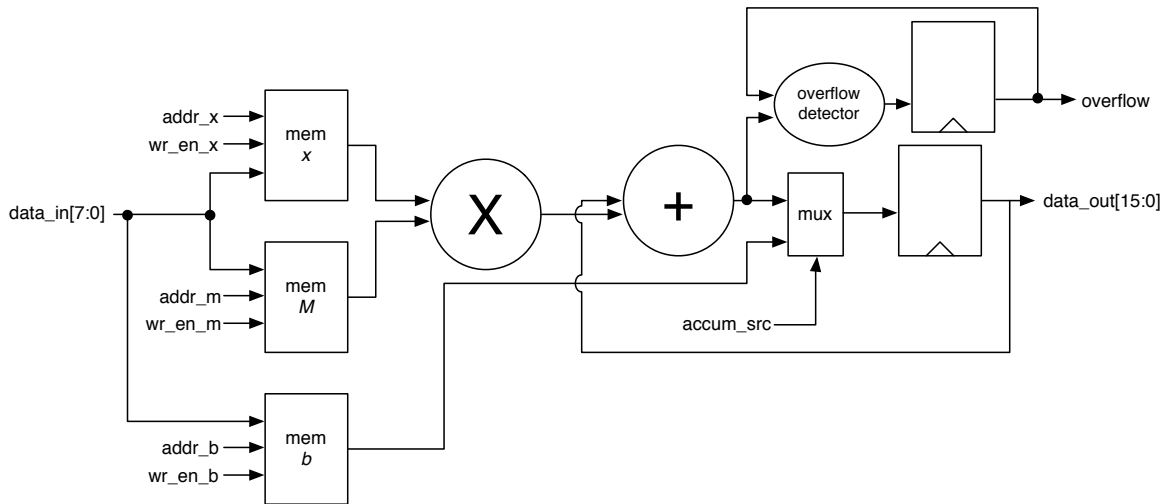 overflow
detector
overflow
addr_x
wr_en_x
mem
x
data_in[7:0]
X
+
mux
data_out[15:0]
addr_m
wr_en_m
mem
M
accum_src
addr_b
wr_en_b
mem
b